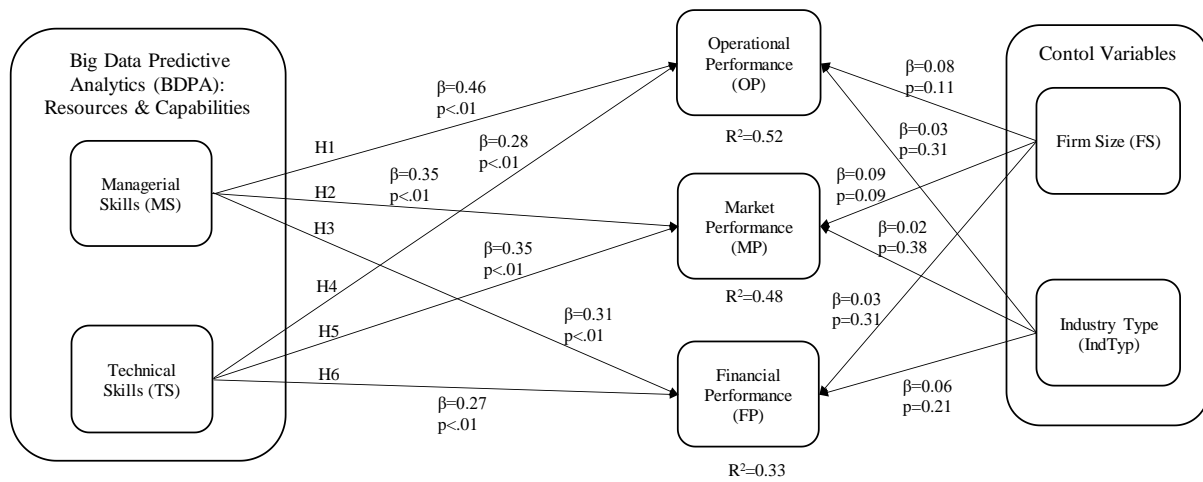 Big Data Predictive
Analytics (BDPA):
Resources & Capabilities
Managerial
Skills (MS)
Technical
Skills (TS)
H1
H2
H3
H4
H5
H6
β=0.46
p<.01
β=0.28
p<.01
β=0.35
p<.01
β=0.35
p<.01
β=0.31
p<.01
β=0.27
p<.01
Operational
Performance
(OP)
R²=0.52
Market
Performance
(MP)
R²=0.48
Financial
Performance
(FP)
R²=0.33
β=0.08
p=0.11
β=0.03
p=0.31
β=0.09
p=0.09
β=0.02
p=0.38
β=0.03
p=0.31
β=0.06
p=0.21
Contol Variables
Firm Size (FS)
Industry Type
(IndTyp)